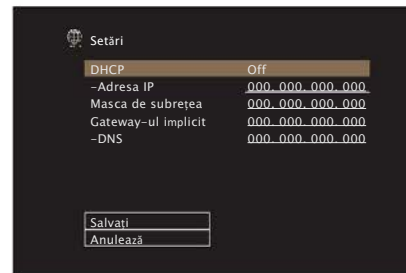 Setări
DHCP Off
-Adresa IP 000. 000. 000. 000
Masca de subrețea 000. 000. 000. 000
Gateway-ul implicit 000. 000. 000. 000
-DNS 000. 000. 000. 000
Salvați
Anulează